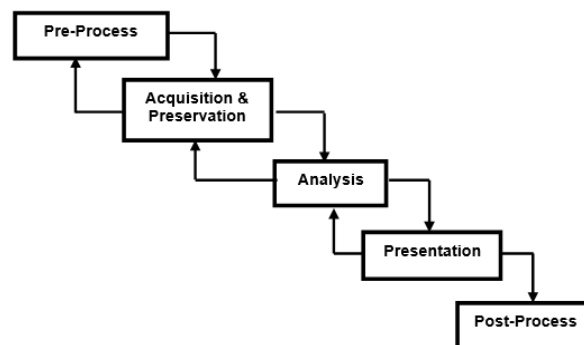 Pre-Process
Acquisition &
Preservation
Analysis
Presentation
Post-Process